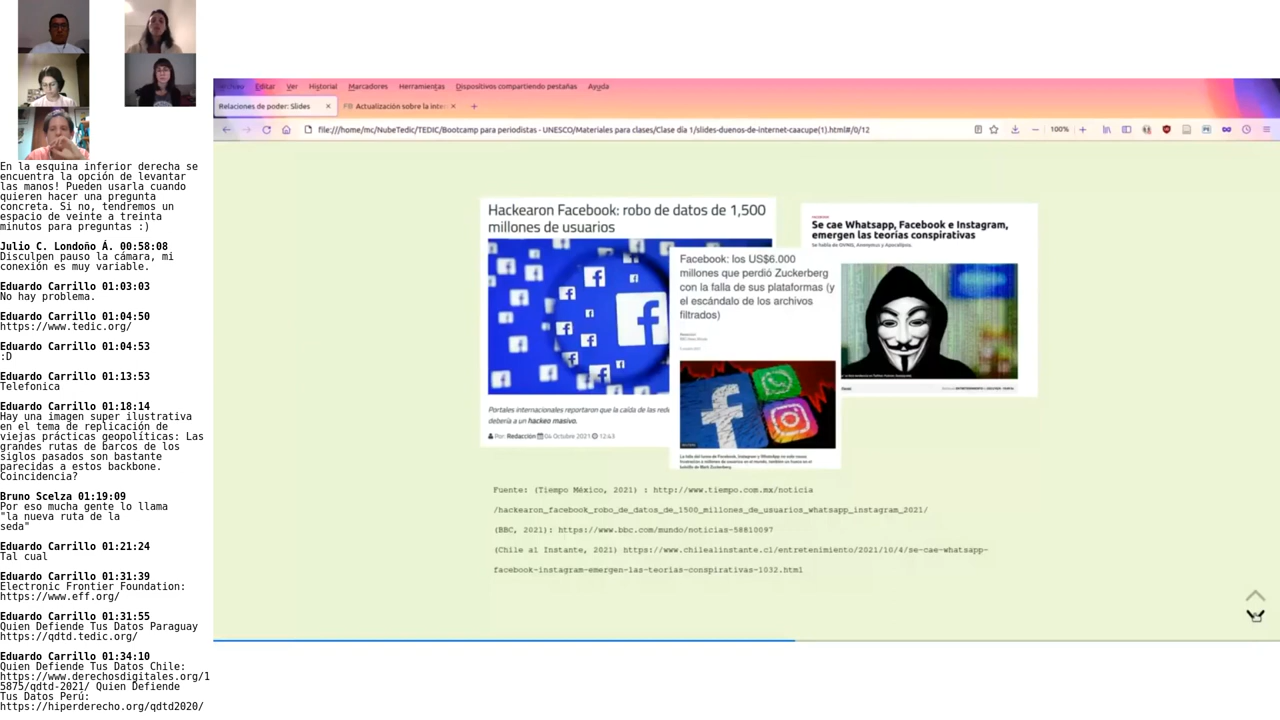 En la esquina inferior derecha se
encuentra la opción de levantar
las manos! Pueden usarla cuando
quieren hacer una pregunta
concreta. Si no, tendremos un
espacio de veinte a treinta
minutos para preguntas :)
Julio C. Londoño Á. 00:58:08
Disculpen pauso la cámara, mi
conexión es muy variable.
Eduardo Carrillo 01:03:03
No hay problema.
Eduardo Carrillo 01:04:50
https://www.tedic.org/
Eduardo Carrillo 01:04:53
:D
Eduardo Carrillo 01:13:53
Telefonica
Eduardo Carrillo 01:18:14
Hay una imagen super ilustrativa
en el tema de replicación de
viejas prácticas geopolíticas: Las
grandes rutas de barcos de los
siglos pasados son bastante
parecidas a estos backbone.
Coincidencia?
Bruno Scelza 01:19:09
Por eso mucha gente lo llama
"la nueva ruta de la
seda"
Eduardo Carrillo 01:21:24
Tal cual
Eduardo Carrillo 01:31:39
Electronic Frontier Foundation:
https://www.eff.org/
Eduardo Carrillo 01:31:55
Quien Defiende Tus Datos Paraguay
https://qdtd.tedic.org/
Eduardo Carrillo 01:34:10
Quien Defiende Tus Datos Chile:
https://www.derechosdigitales.org/1
5875/qdtd-2021/ Quien Defiende
Tus Datos Perú:
https://hiperderecho.org/qdtd2020/
Archivo Editar Ver Historial Marcadores Herramientas Dispositivos compartiendo pestañas Ayuda
Relaciones de poder: Slides × Actualización sobre la inte ×
file:///home/mc/NubeTedic/TEDIC/Bootcamp para periodistas - UNESCO/Materiales para clases/Clase día 1/slides-duenos-de-internet-caacupe(1).html#/0/12 100%
Hackearon Facebook: robo de datos de 1,500
millones de usuarios
Portales internacionales reportaron que la caída de las rede
debería a un hackeo masivo.
Por: Redacción 04 Octubre 2021 12:43
Facebook: los US$6.000
millones que perdió Zuckerberg
con la falla de sus plataformas (y
el escándalo de los archivos
filtrados)
Redacción
BBC News Mundo
Se cae Whatsapp, Facebook e Instagram,
emergen las teorías conspirativas
Se habla de OVNIS, Anonymus y Apocalipsis.
Fuente: (Tiempo México, 2021) : http://www.tiempo.com.mx/noticia
/hackearon_facebook_robo_de_datos_de_1500_millones_de_usuarios_whatsapp_instagram_2021/
(BBC, 2021): https://www.bbc.com/mundo/noticias-58810097
(Chile al Instante, 2021) https://www.chilealinstante.cl/entretenimiento/2021/10/4/se-cae-whatsapp-
facebook-instagram-emergen-las-teorias-conspirativas-1032.html